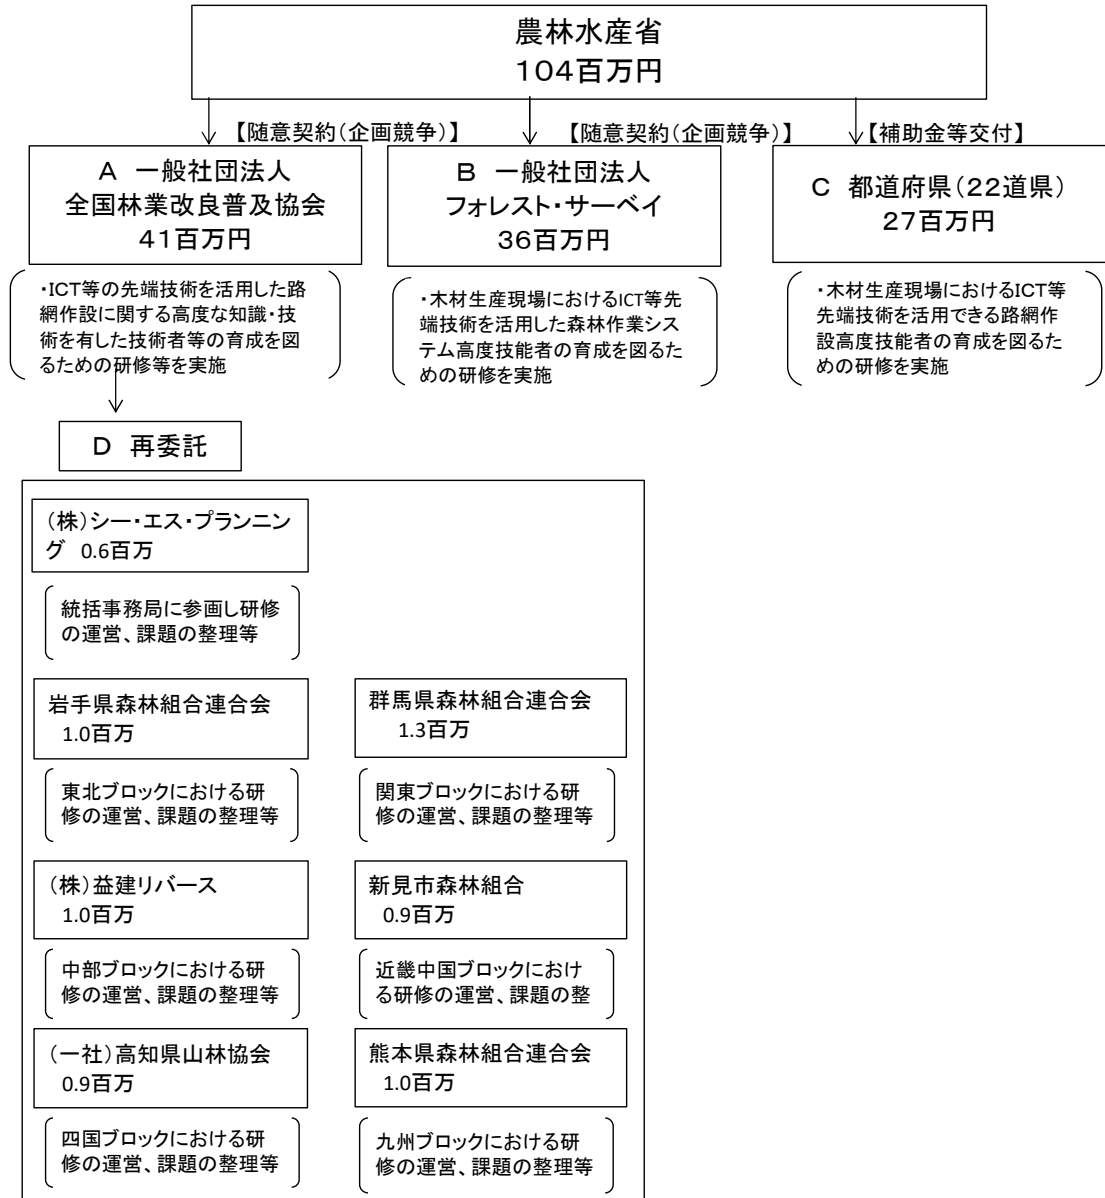 農林水産省
104百万円
【随意契約(企画競争)】
【随意契約(企画競争)】
【補助金等交付】
A 一般社団法人
全国林業改良普及協会
41百万円
B 一般社団法人
フォレスト・サーベイ
36百万円
C 都道府県(22道県)
27百万円
・ICT等の先端技術を活用した路
網作設に関する高度な知識・技
術を有した技術者等の育成を図
るための研修等を実施
・木材生産現場におけるICT等先
端技術を活用した森林作業シス
テム高度技能者の育成を図るた
めの研修を実施
・木材生産現場におけるICT等
先端技術を活用できる路網作
設高度技能者の育成を図るた
めの研修を実施
D 再委託
(株)シー・エス・プランニン
グ 0.6百万
統括事務局に参画し研修
の運営、課題の整理等
岩手県森林組合連合会
1.0百万
東北ブロックにおける研
修の運営、課題の整理等
群馬県森林組合連合会
1.3百万
関東ブロックにおける研
修の運営、課題の整理等
(株)益建リバース
1.0百万
中部ブロックにおける研
修の運営、課題の整理等
新見市森林組合
0.9百万
近畿中国ブロックにおけ
る研修の運営、課題の整
(一社)高知県山林協会
0.9百万
四国ブロックにおける研
修の運営、課題の整理等
熊本県森林組合連合会
1.0百万
九州ブロックにおける研
修の運営、課題の整理等